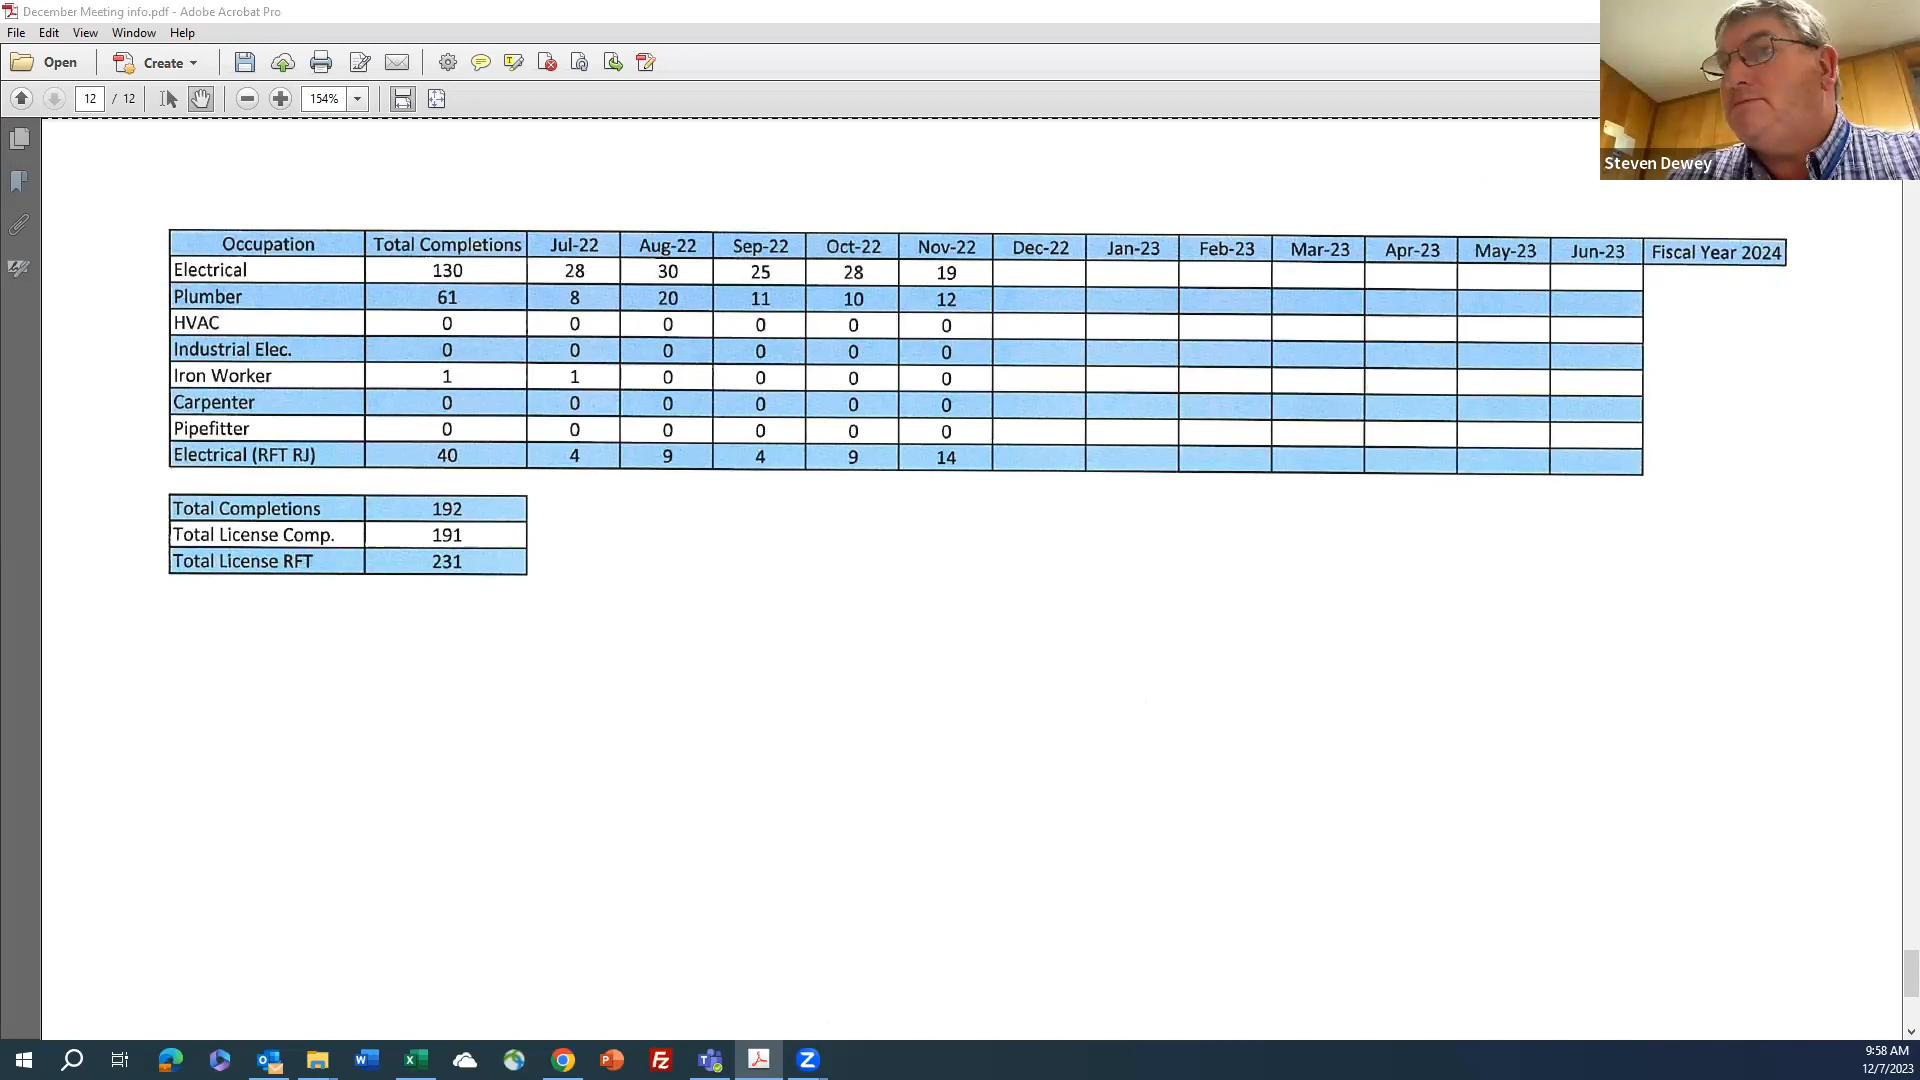 December Meeting info.pdf - Adobe Acrobat Pro
File Edit View Window Help
Open Create
12 / 12 154%
Steven Dewey
Occupation Total Completions Jul-22 Aug-22 Sep-22 Oct-22 Nov-22 Dec-22 Jan-23 Feb-23 Mar-23 Apr-23 May-23 Jun-23 Fiscal Year 2024
Electrical 130 28 30 25 28 19
Plumber 61 8 20 11 10 12
HVAC 0 0 0 0 0 0
Industrial Elec. 0 0 0 0 0 0
Iron Worker 1 1 0 0 0 0
Carpenter 0 0 0 0 0 0
Pipefitter 0 0 0 0 0 0
Electrical (RFT RJ) 40 4 9 4 9 14
Total Completions 192
Total License Comp. 191
Total License RFT 231
9:58 AM
12/7/2023